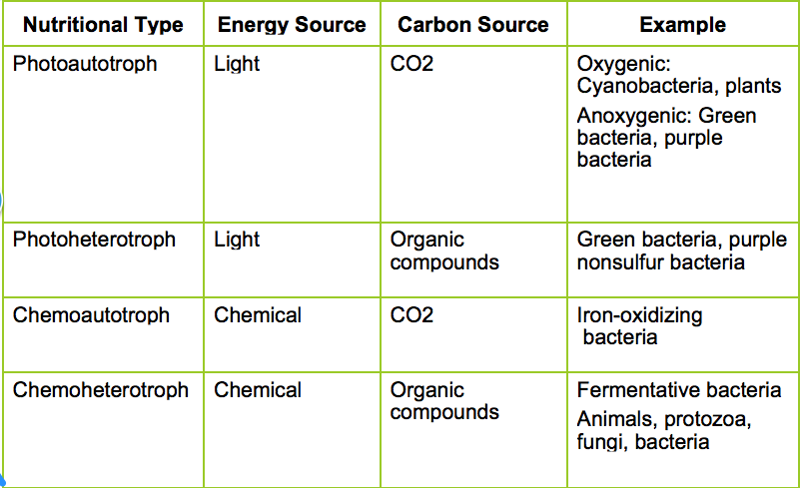 Nutritional Type Energy Source Carbon Source Example
Photoautotroph Light CO2 Oxygenic:
Cyanobacteria, plants
Anoxygenic: Green
bacteria, purple
bacteria
Photoheterotroph Light Organic Green bacteria, purple
compounds nonsulfur bacteria
Chemoautotroph Chemical CO2 Iron-oxidizing
bacteria
Chemoheterotroph Chemical Organic Fermentative bacteria
compounds Animals, protozoa,
fungi, bacteria